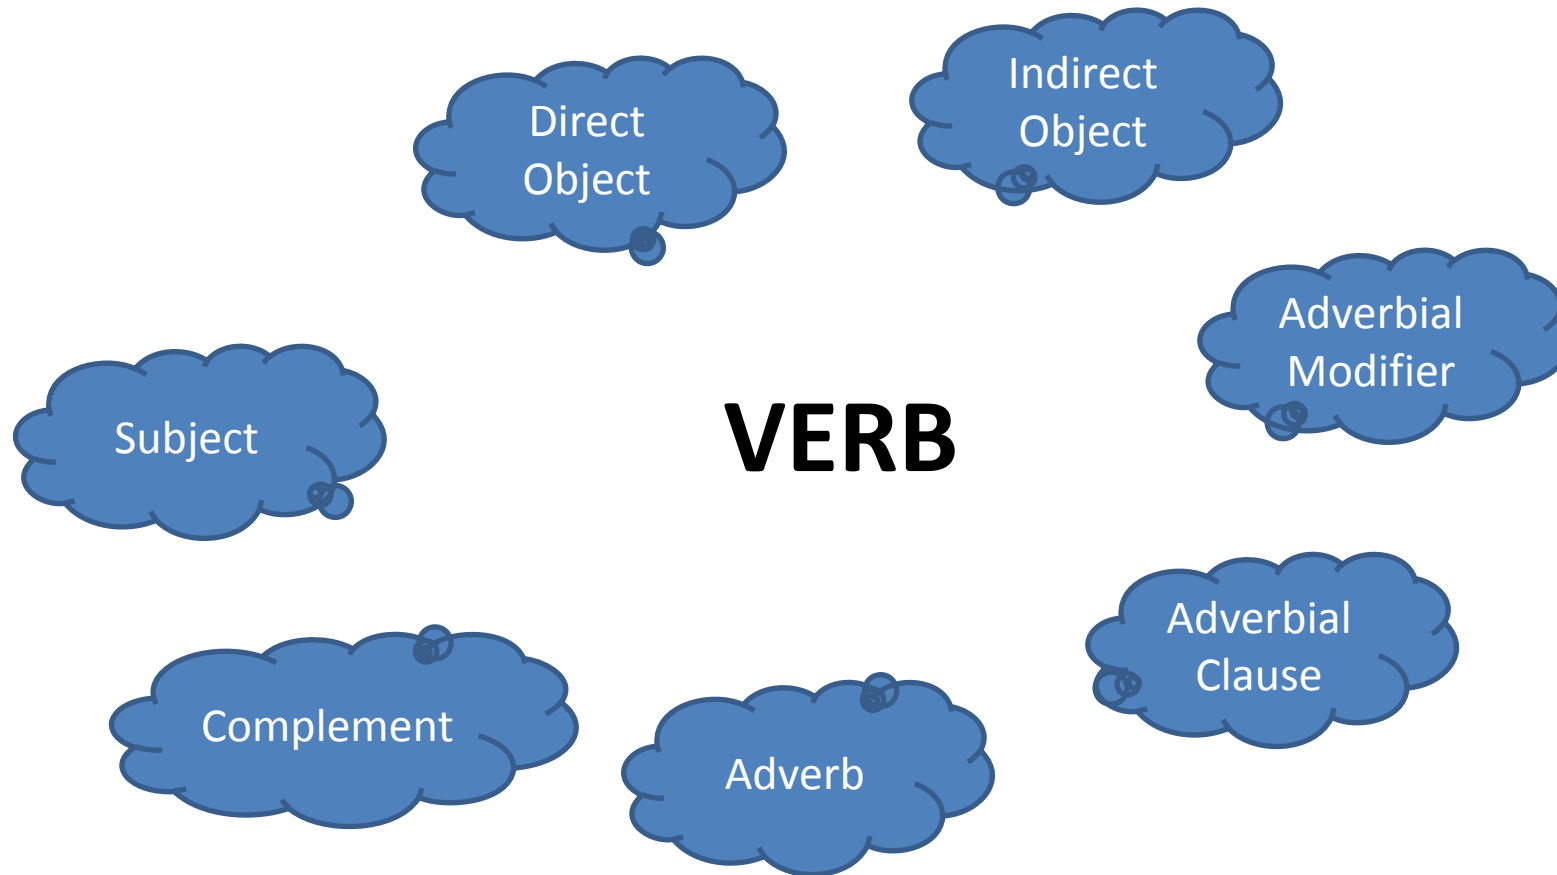 Indirect
Object
Direct
Object
Adverbial
Modifier
Subject
VERB
Adverbial
Clause
Complement
Adverb